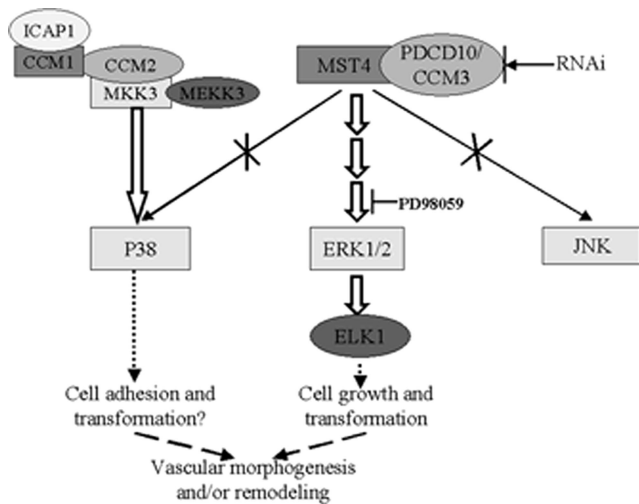 ICAP1
CCM1
CCM2
MKK3
MEKK3
MST4
PDCD10/
CCM3
RNAi
PD98059
P38
ERK1/2
JNK
ELK1
Cell adhesion and
transformation?
Cell growth and
transformation
Vascular morphogenesis
and/or remodeling